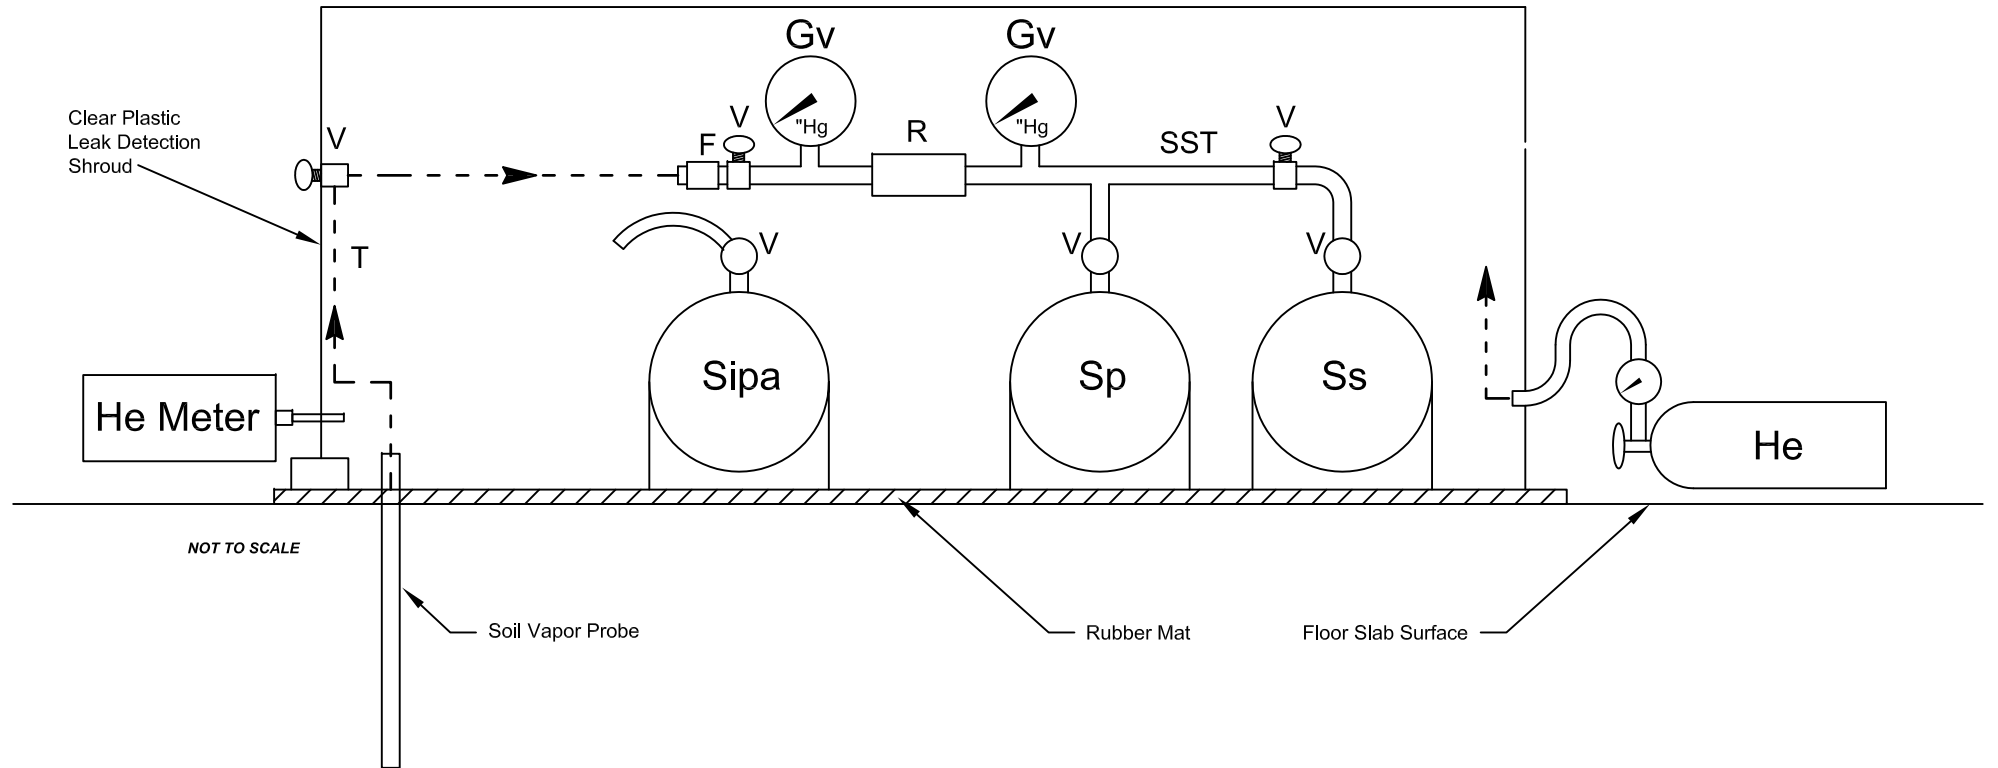 Gv
Gv
Clear Plastic
Leak Detection
Shroud
V
F
V
"Hg
R
"Hg
SST
V
T
V
V
V
Sipa
Sp
Ss
He Meter
He
NOT TO SCALE
Soil Vapor Probe
Rubber Mat
Floor Slab Surface